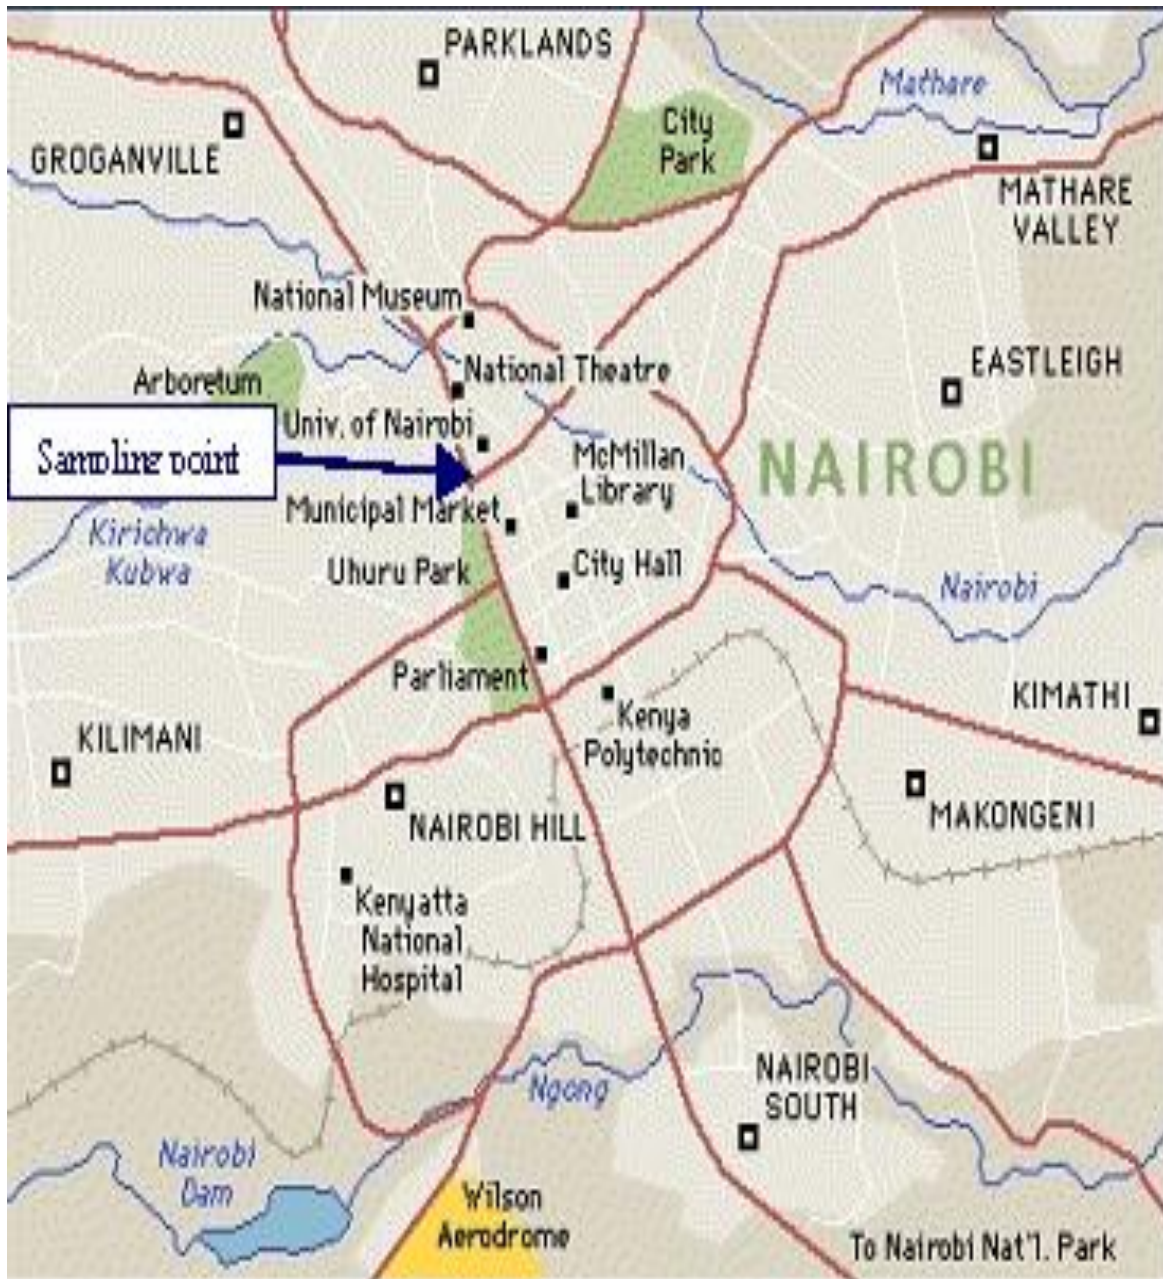 PARKLANDS
City
Park
Mathare
GROGANVILLE
MATHARE
VALLEY
National Museum
National Theatre
EASTLEIGH
Arboretum
Univ. of Nairobi
Sampling point
McMillan
Library
NAIROBI
Municipal Market
Kirichwa
Kubwa
Uhuru Park
City Hall
Nairobi
Parliament
KIMATHI
Kenya
Polytechnic
KILIMANI
MAKONGENI
NAIROBI HILL
Kenyatta
National
Hospital
Ngong
NAIROBI
SOUTH
Nairobi
Dam
Wilson
Aerodrome
To Nairobi Nat'l. Park